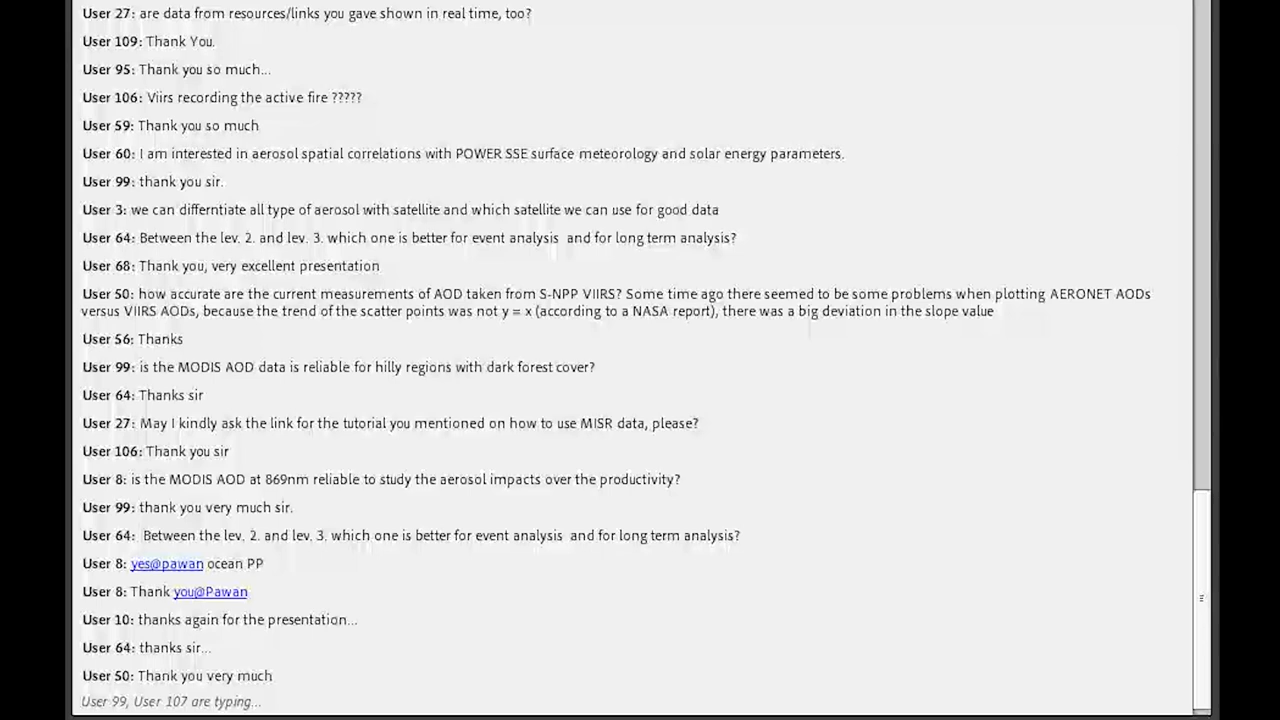 User 27: are data from resources/links you gave shown in real time, too?
User 109: Thank You.
User 95: Thank you so much...
User 106: Viirs recording the active fire ?????
User 59: Thank you so much
User 60: I am interested in aerosol spatial correlations with POWER SSE surface meteorology and solar energy parameters.
User 99: thank you sir.
User 3: we can differntiate all type of aerosol with satellite and which satellite we can use for good data
User 64: Between the lev. 2. and lev. 3. which one is better for event analysis and for long term analysis?
User 68: Thank you, very excellent presentation
User 50: how accurate are the current measurements of AOD taken from S-NPP VIIRS? Some time ago there seemed to be some problems when plotting AERONET AODs
versus VIIRS AODs, because the trend of the scatter points was not y = x (according to a NASA report), there was a big deviation in the slope value
User 56: Thanks
User 99: is the MODIS AOD data is reliable for hilly regions with dark forest cover?
User 64: Thanks sir
User 27: May I kindly ask the link for the tutorial you mentioned on how to use MISR data, please?
User 106: Thank you sir
User 8: is the MODIS AOD at 869nm reliable to study the aerosol impacts over the productivity?
User 99: thank you very much sir.
User 64: Between the lev. 2. and lev. 3. which one is better for event analysis and for long term analysis?
User 8: yes@pawan ocean PP
User 8: Thank you@Pawan
User 10: thanks again for the presentation...
User 64: thanks sir...
User 50: Thank you very much
User 99, User 107 are typing...